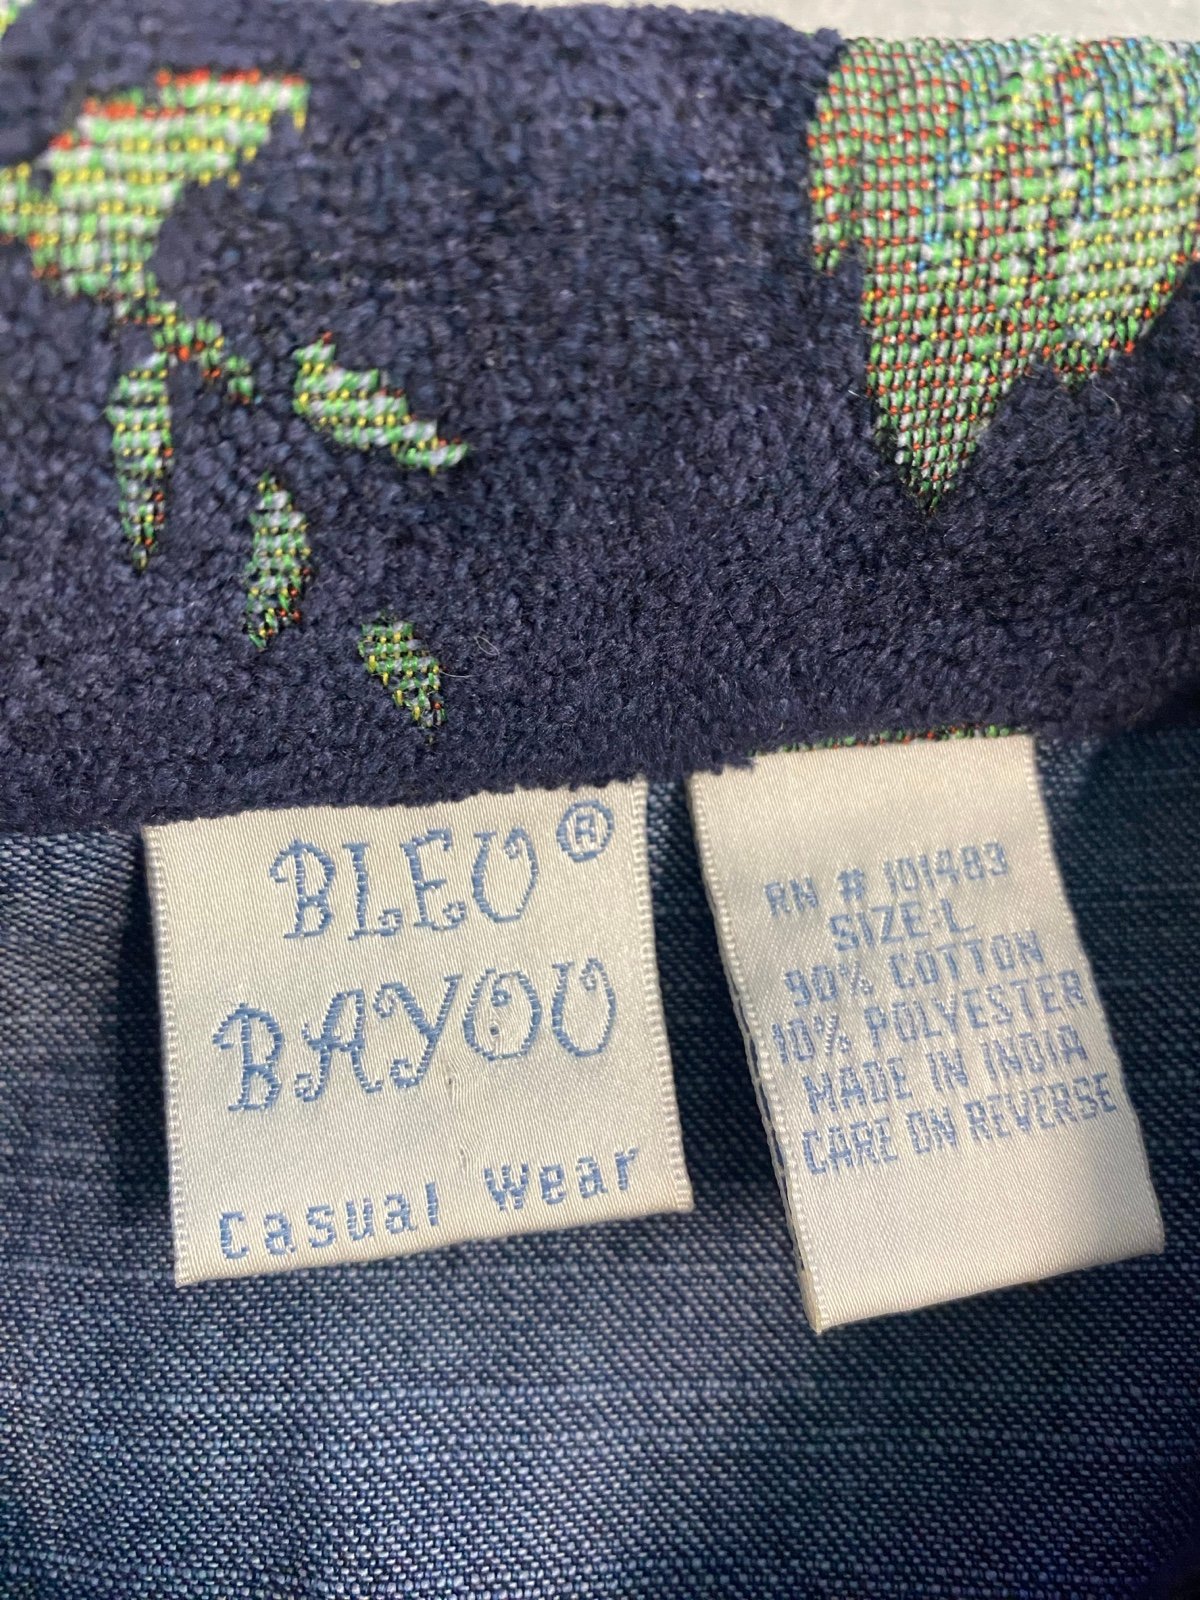 BLEU ®
BAYOU
Casual Wear
RN # 101483
SIZE:L
90% COTTON
10% POLYESTER
MADE IN INDIA
CARE ON REVERSE